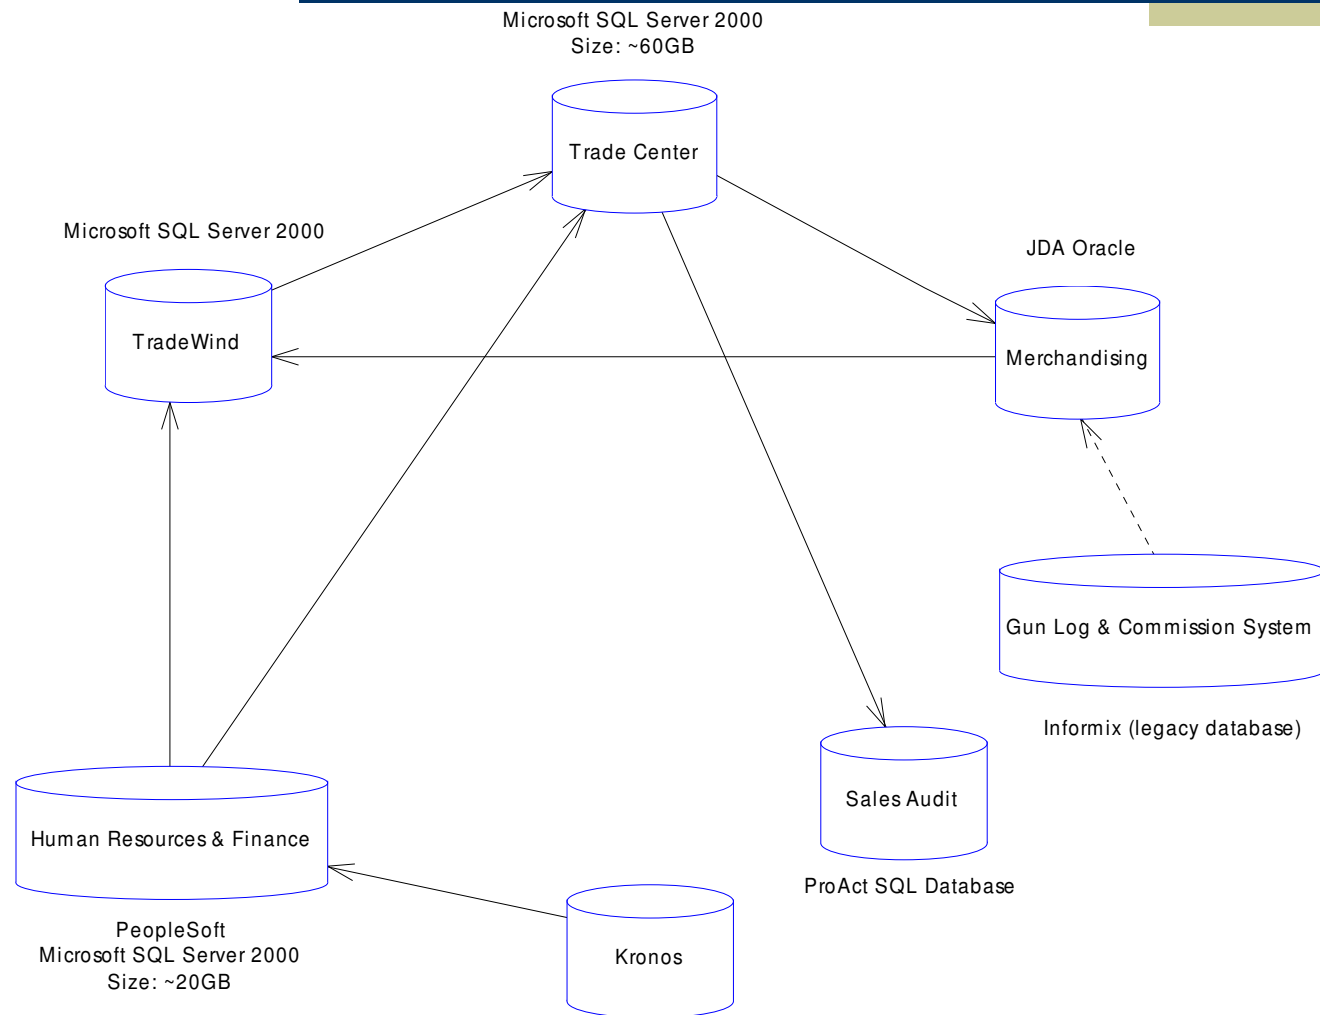 Microsoft SQL Server 2000
Size: ~60GB
Trade Center
Microsoft SQL Server 2000
JDA Oracle
TradeWind
Merchandising
Gun Log & Commission System
Informix (legacy database)
Sales Audit
Human Resources & Finance
ProAct SQL Database
PeopleSoft
Microsoft SQL Server 2000
Size: ~20GB
Kronos